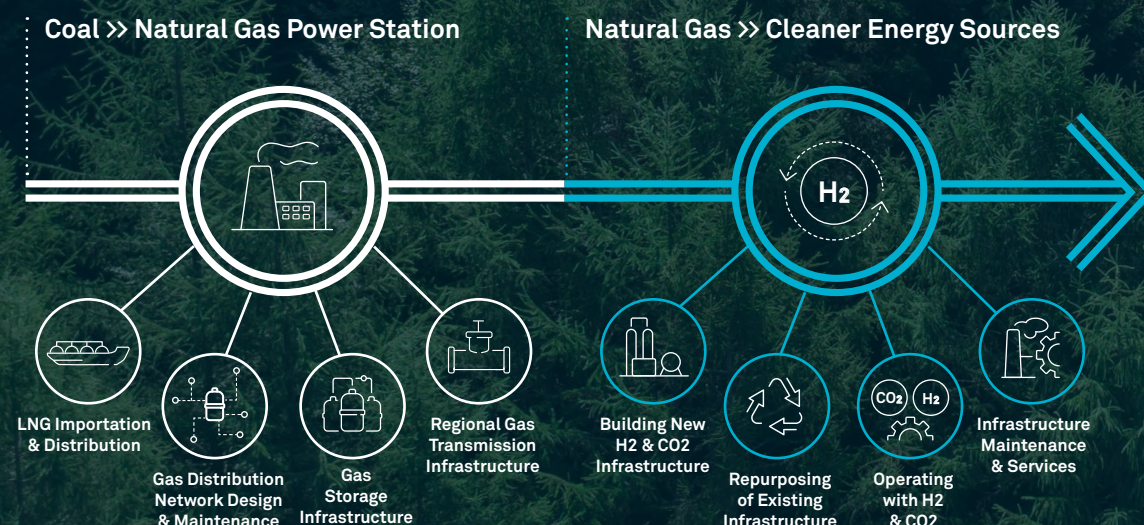 Coal >> Natural Gas Power Station
Natural Gas >> Cleaner Energy Sources
H2
LNG Importation
& Distribution
Gas Distribution
Network Design
& Maintenance
Gas
Storage
Infrastructure
Regional Gas
Transmission
Infrastructure
Building New
H2 & CO2
Infrastructure
Repurposing
of Existing
Infrastructure
CO2
H2
Operating
with H2
& CO2
Infrastructure
Maintenance
& Services